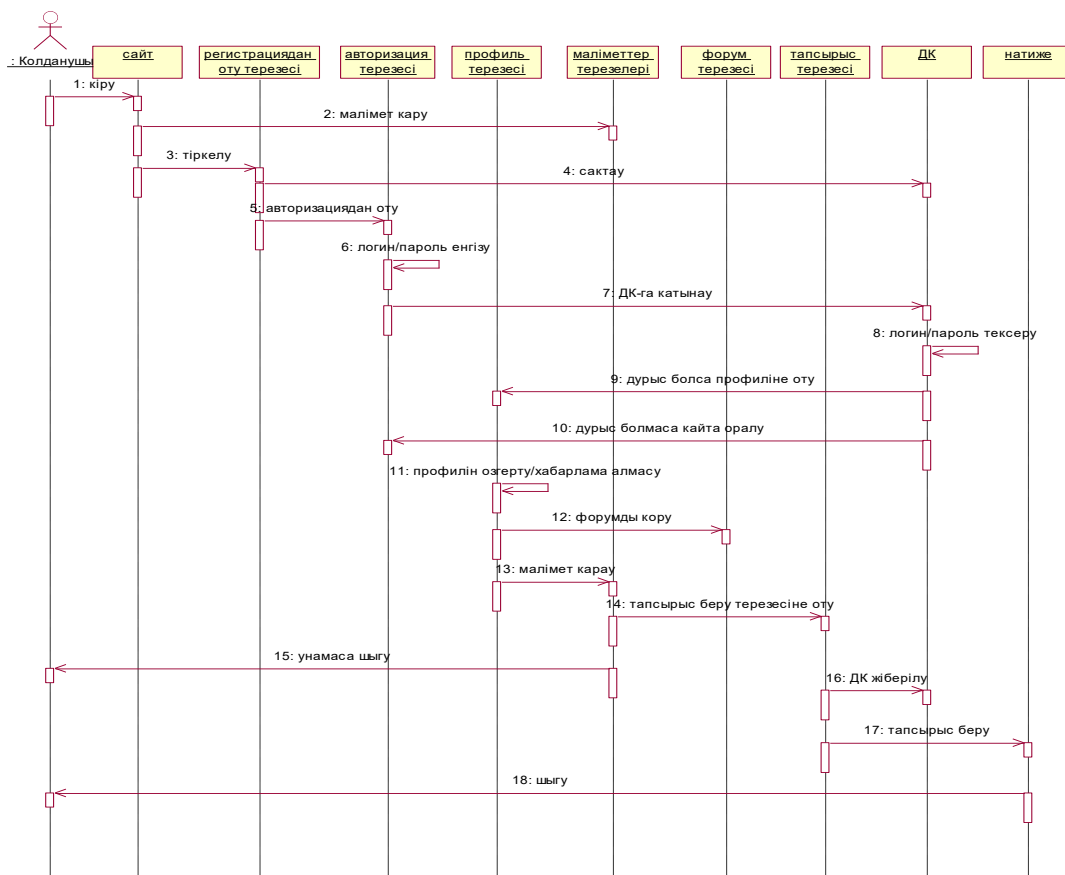 : Колданушы
сайт
регистрациядан
оту терезесі
авторизация
терезесі
профиль
терезесі
маліметтер
терезелері
форум
терезесі
тапсырыс
терезесі
ДК
натиже
1: кіру
2: малімет кару
3: тіркелу
4: сактау
5: авторизациядан оту
6: логин/пароль енгізу
7: ДК-га катынау
8: логин/пароль тексеру
9: дурыс болса профиліне оту
10: дурыс болмаса кайта оралу
11: профилін озгерту/хабарлама алмасу
12: форумды кору
13: малімет карау
14: тапсырыс беру терезесіне оту
15: унамаса шыгу
16: ДК жіберілу
17: тапсырыс беру
18: шыгу